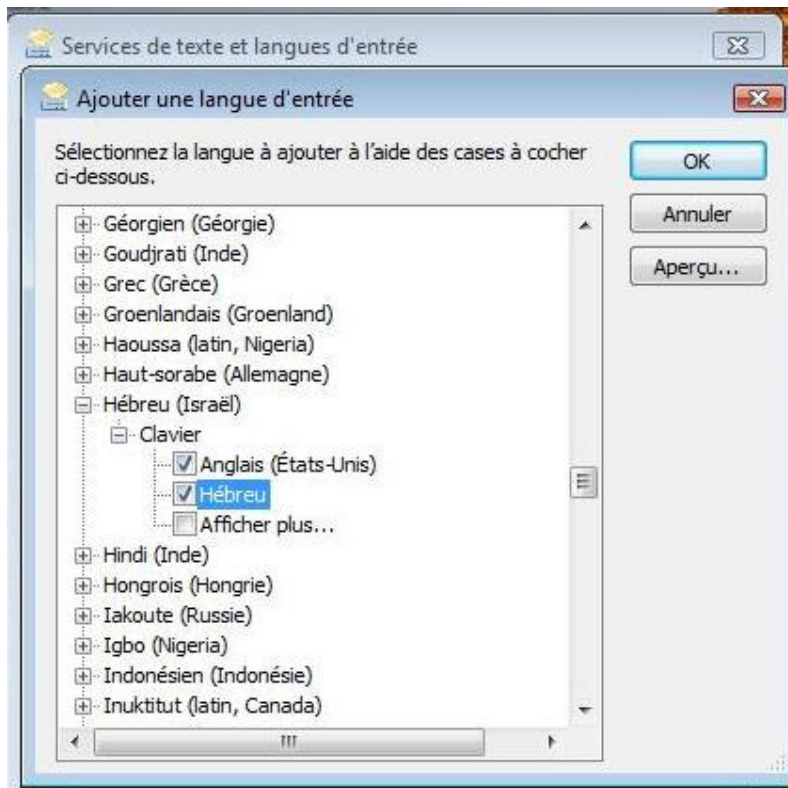 Services de texte et langues d'entrée
Ajouter une langue d'entrée
Sélectionnez la langue à ajouter à l'aide des cases à cocher
ci-dessous.
OK
Annuler
Aperçu...
Géorgien (Géorgie)
Goudjrati (Inde)
Grec (Grèce)
Groenlandais (Groenland)
Haoussa (latin, Nigeria)
Haut-sorabe (Allemagne)
Hébreu (Israël)
Clavier
Anglais (États-Unis)
Hébreu
Afficher plus...
Hindi (Inde)
Hongrois (Hongrie)
Iakoute (Russie)
Igbo (Nigeria)
Indonésien (Indonésie)
Inuktitut (latin, Canada)